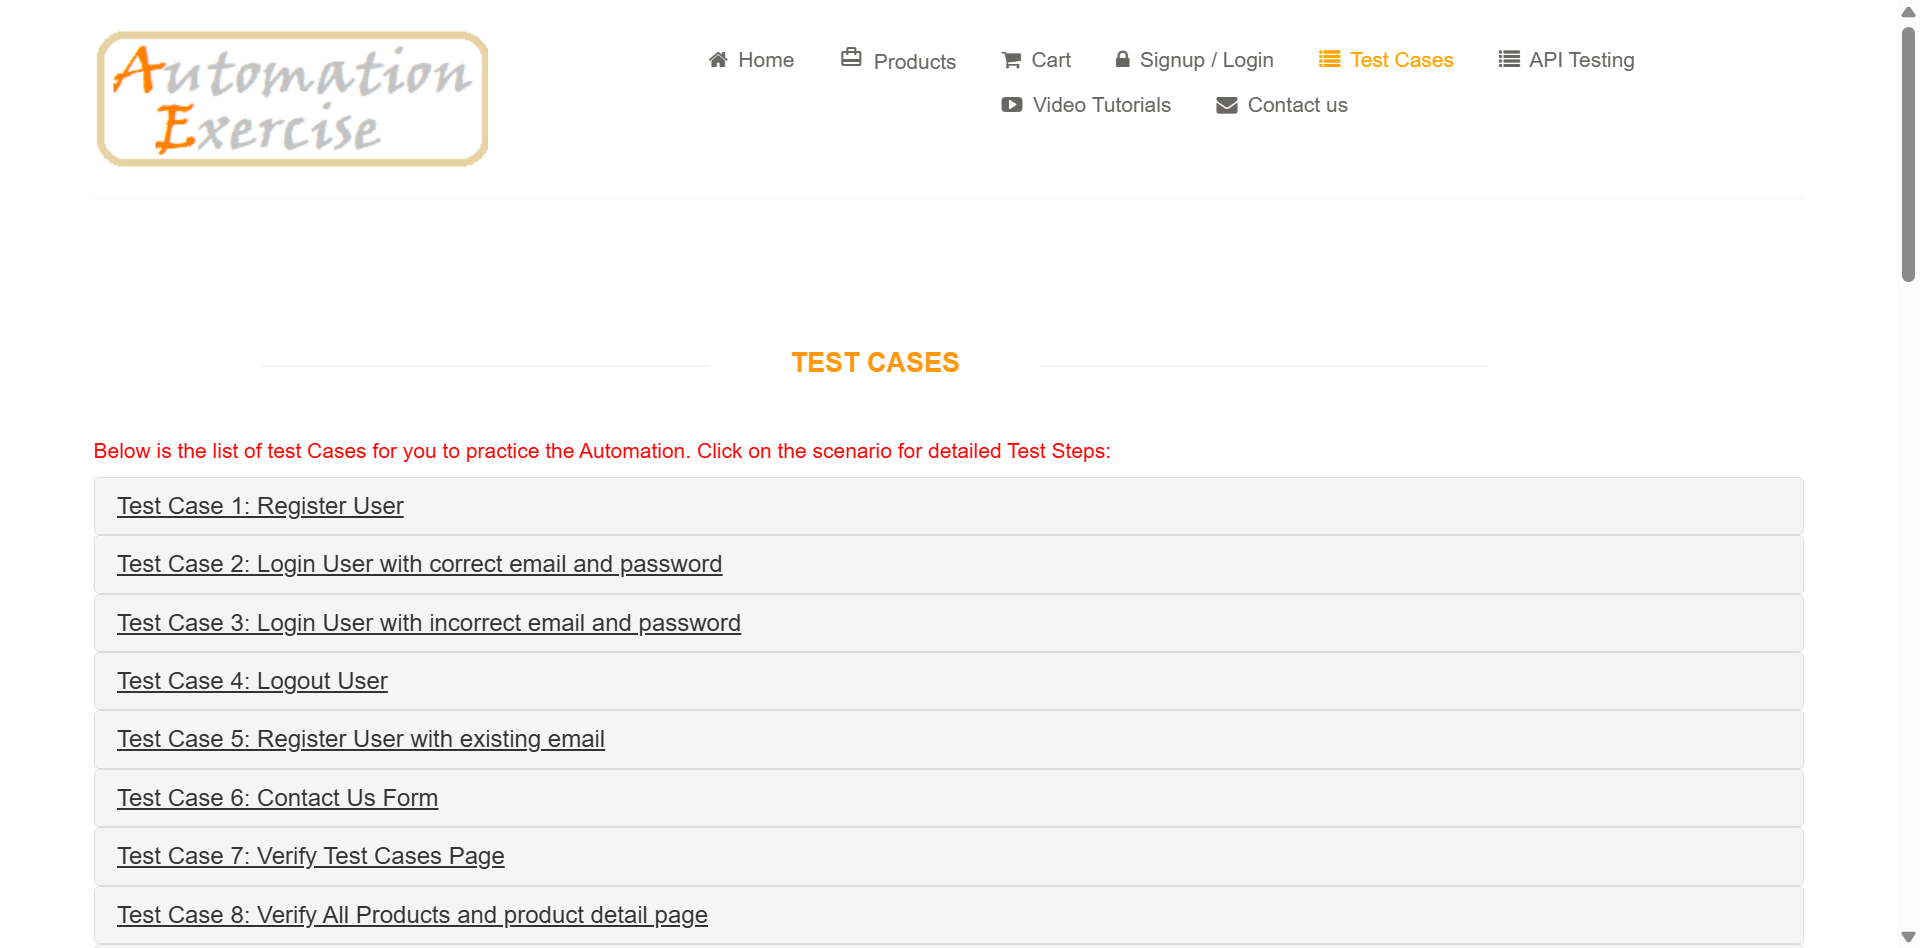 Automation
Exercise
Home
Products
Cart
Signup / Login
Test Cases
API Testing
Video Tutorials
Contact us
TEST CASES
Below is the list of test Cases for you to practice the Automation. Click on the scenario for detailed Test Steps:
Test Case 1: Register User
Test Case 2: Login User with correct email and password
Test Case 3: Login User with incorrect email and password
Test Case 4: Logout User
Test Case 5: Register User with existing email
Test Case 6: Contact Us Form
Test Case 7: Verify Test Cases Page
Test Case 8: Verify All Products and product detail page